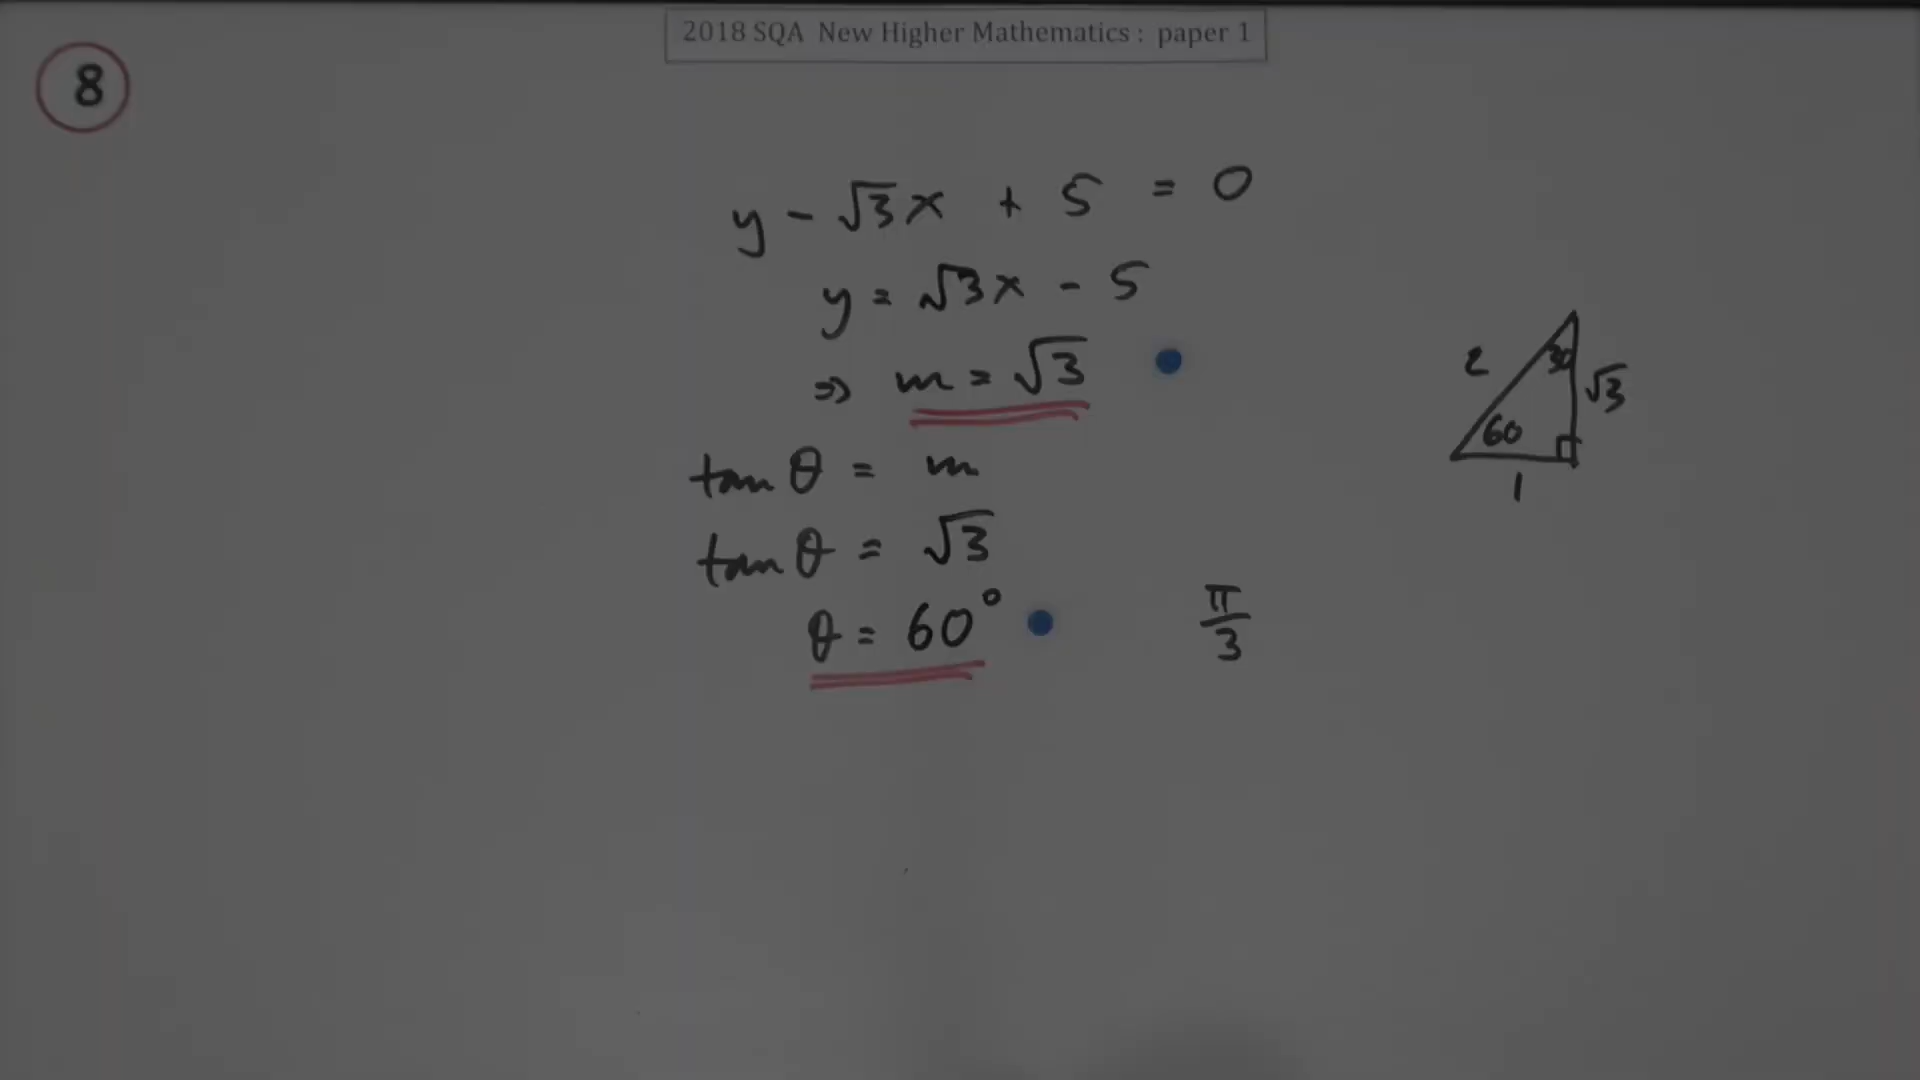 2018 SQA New Higher Mathematics : paper 1
8
y - √3x + 5 = 0
y = √3x - 5
⇒ m = √3
tan θ = m
tan θ = √3
θ = 60°
π/3
2
30
√3
60
1